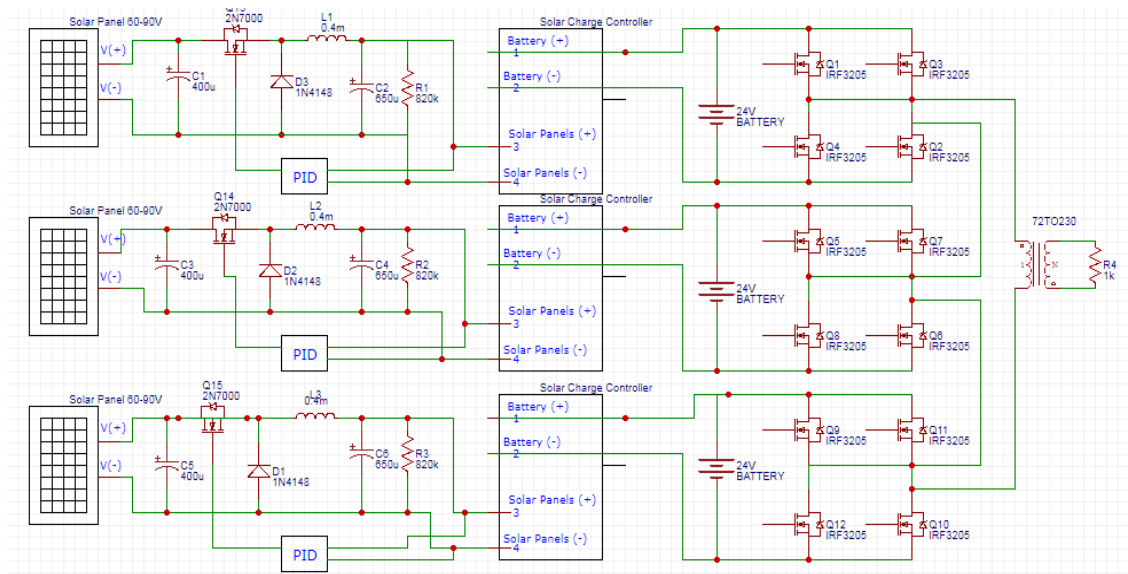 Solar Panel 60-90V
V(+)
V(-)
C1
400u
2N7000
D3
1N4148
L1
0.4m
C2
650u
R1
820k
PID
Solar Charge Controller
Battery (+)
1
Battery (-)
2
Solar Panels (+)
3
Solar Panels (-)
4
24V
BATTERY
Q1
IRF3205
Q3
IRF3205
Q4
IRF3205
Q2
IRF3205
Solar Panel 60-90V
V(+)
V(-)
C3
400u
Q14
2N7000
D2
1N4148
L2
0.4m
C4
650u
R2
820k
PID
Solar Charge Controller
Battery (+)
1
Battery (-)
2
Solar Panels (+)
3
Solar Panels (-)
4
24V
BATTERY
Q5
IRF3205
Q7
IRF3205
Q8
IRF3205
Q6
IRF3205
72TO230
R4
1k
Solar Panel 60-90V
V(+)
V(-)
C5
400u
Q15
2N7000
D1
1N4148
L3
0.4m
C6
650u
R3
820k
PID
Solar Charge Controller
Battery (+)
1
Battery (-)
2
Solar Panels (+)
3
Solar Panels (-)
4
24V
BATTERY
Q9
IRF3205
Q11
IRF3205
Q12
IRF3205
Q10
IRF3205